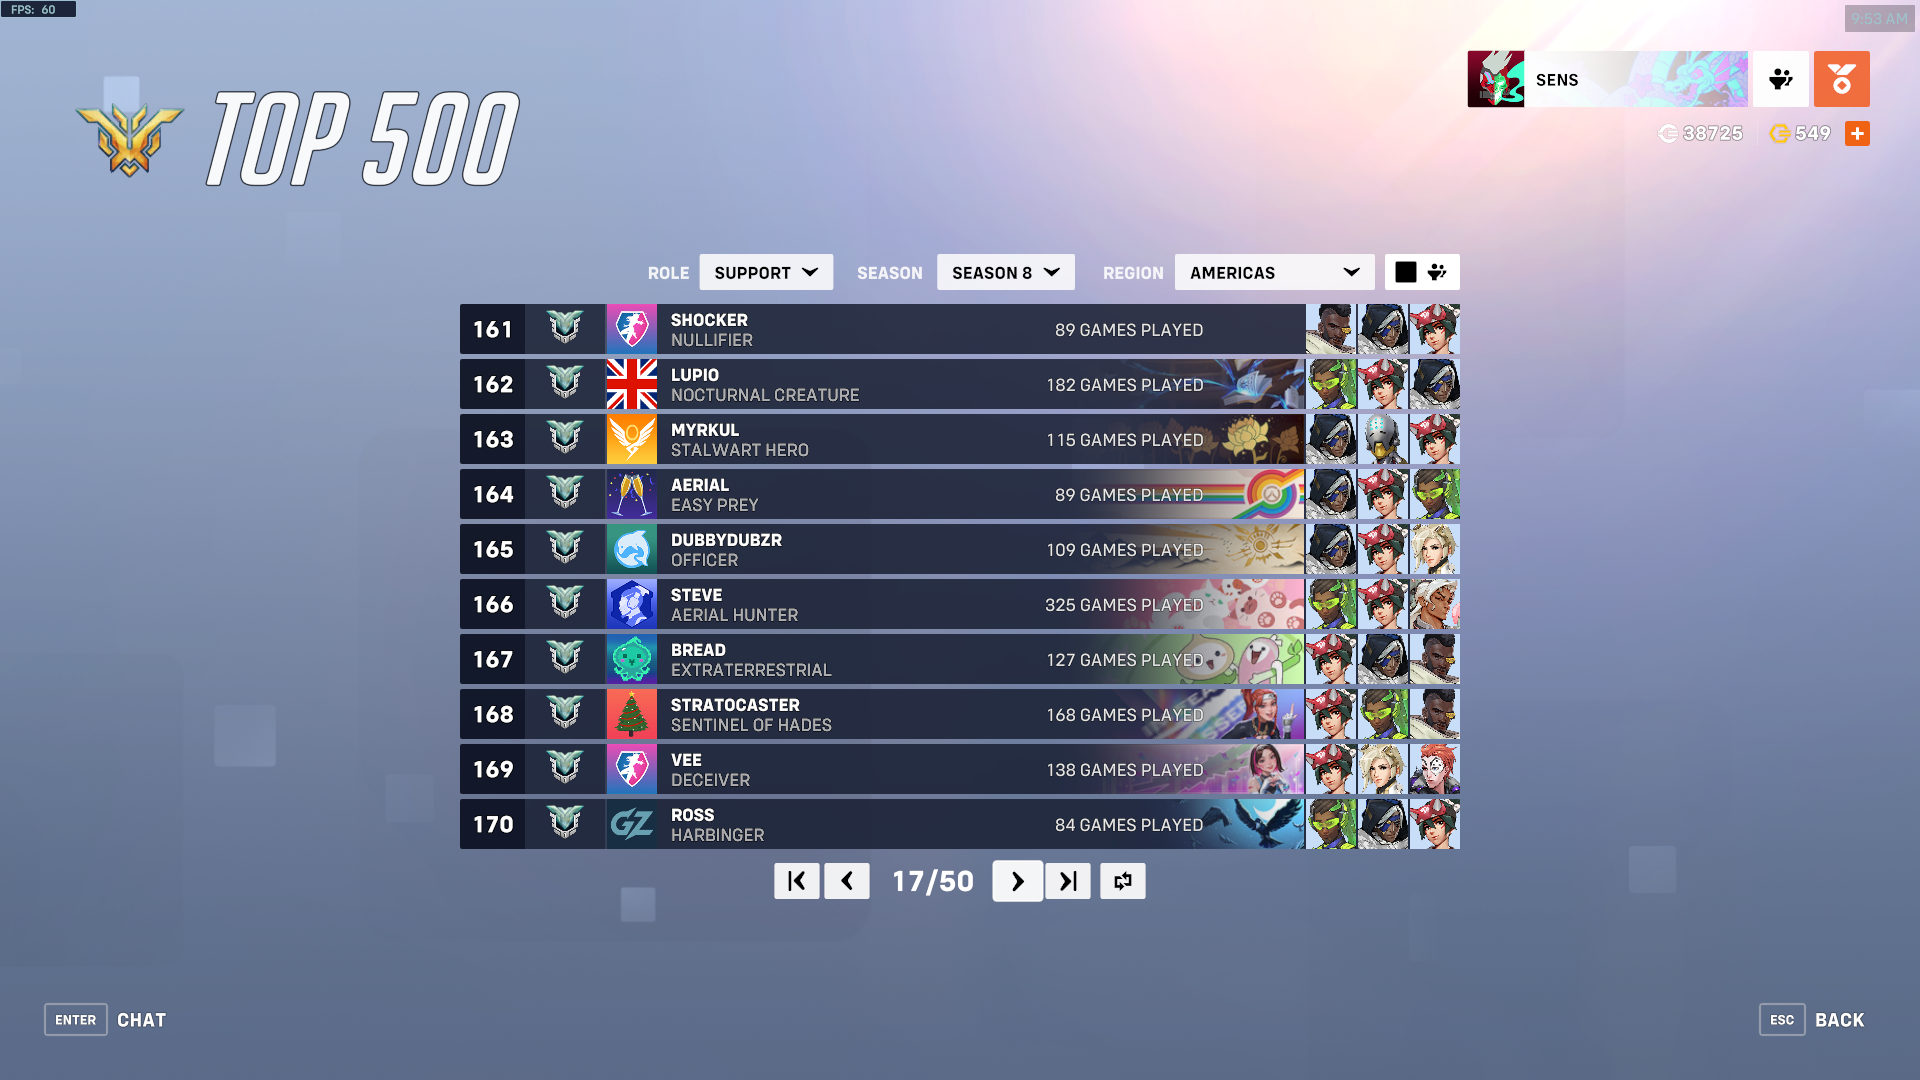 FPS: 60
9:53 AM
TOP 500
SENS
38725
549
ROLE SUPPORT SEASON SEASON 8 REGION AMERICAS
161 SHOCKER
NULLIFIER
89 GAMES PLAYED
162 LUPIO
NOCTURNAL CREATURE
182 GAMES PLAYED
163 MYRKUL
STALWART HERO
115 GAMES PLAYED
164 AERIAL
EASY PREY
89 GAMES PLAYED
165 DUBBYDUBZR
OFFICER
109 GAMES PLAYED
166 STEVE
AERIAL HUNTER
325 GAMES PLAYED
167 BREAD
EXTRATERRESTRIAL
127 GAMES PLAYED
168 STRATOCASTER
SENTINEL OF HADES
168 GAMES PLAYED
169 VEE
DECEIVER
138 GAMES PLAYED
170 GZ ROSS
HARBINGER
84 GAMES PLAYED
17/50
ENTER CHAT
ESC BACK